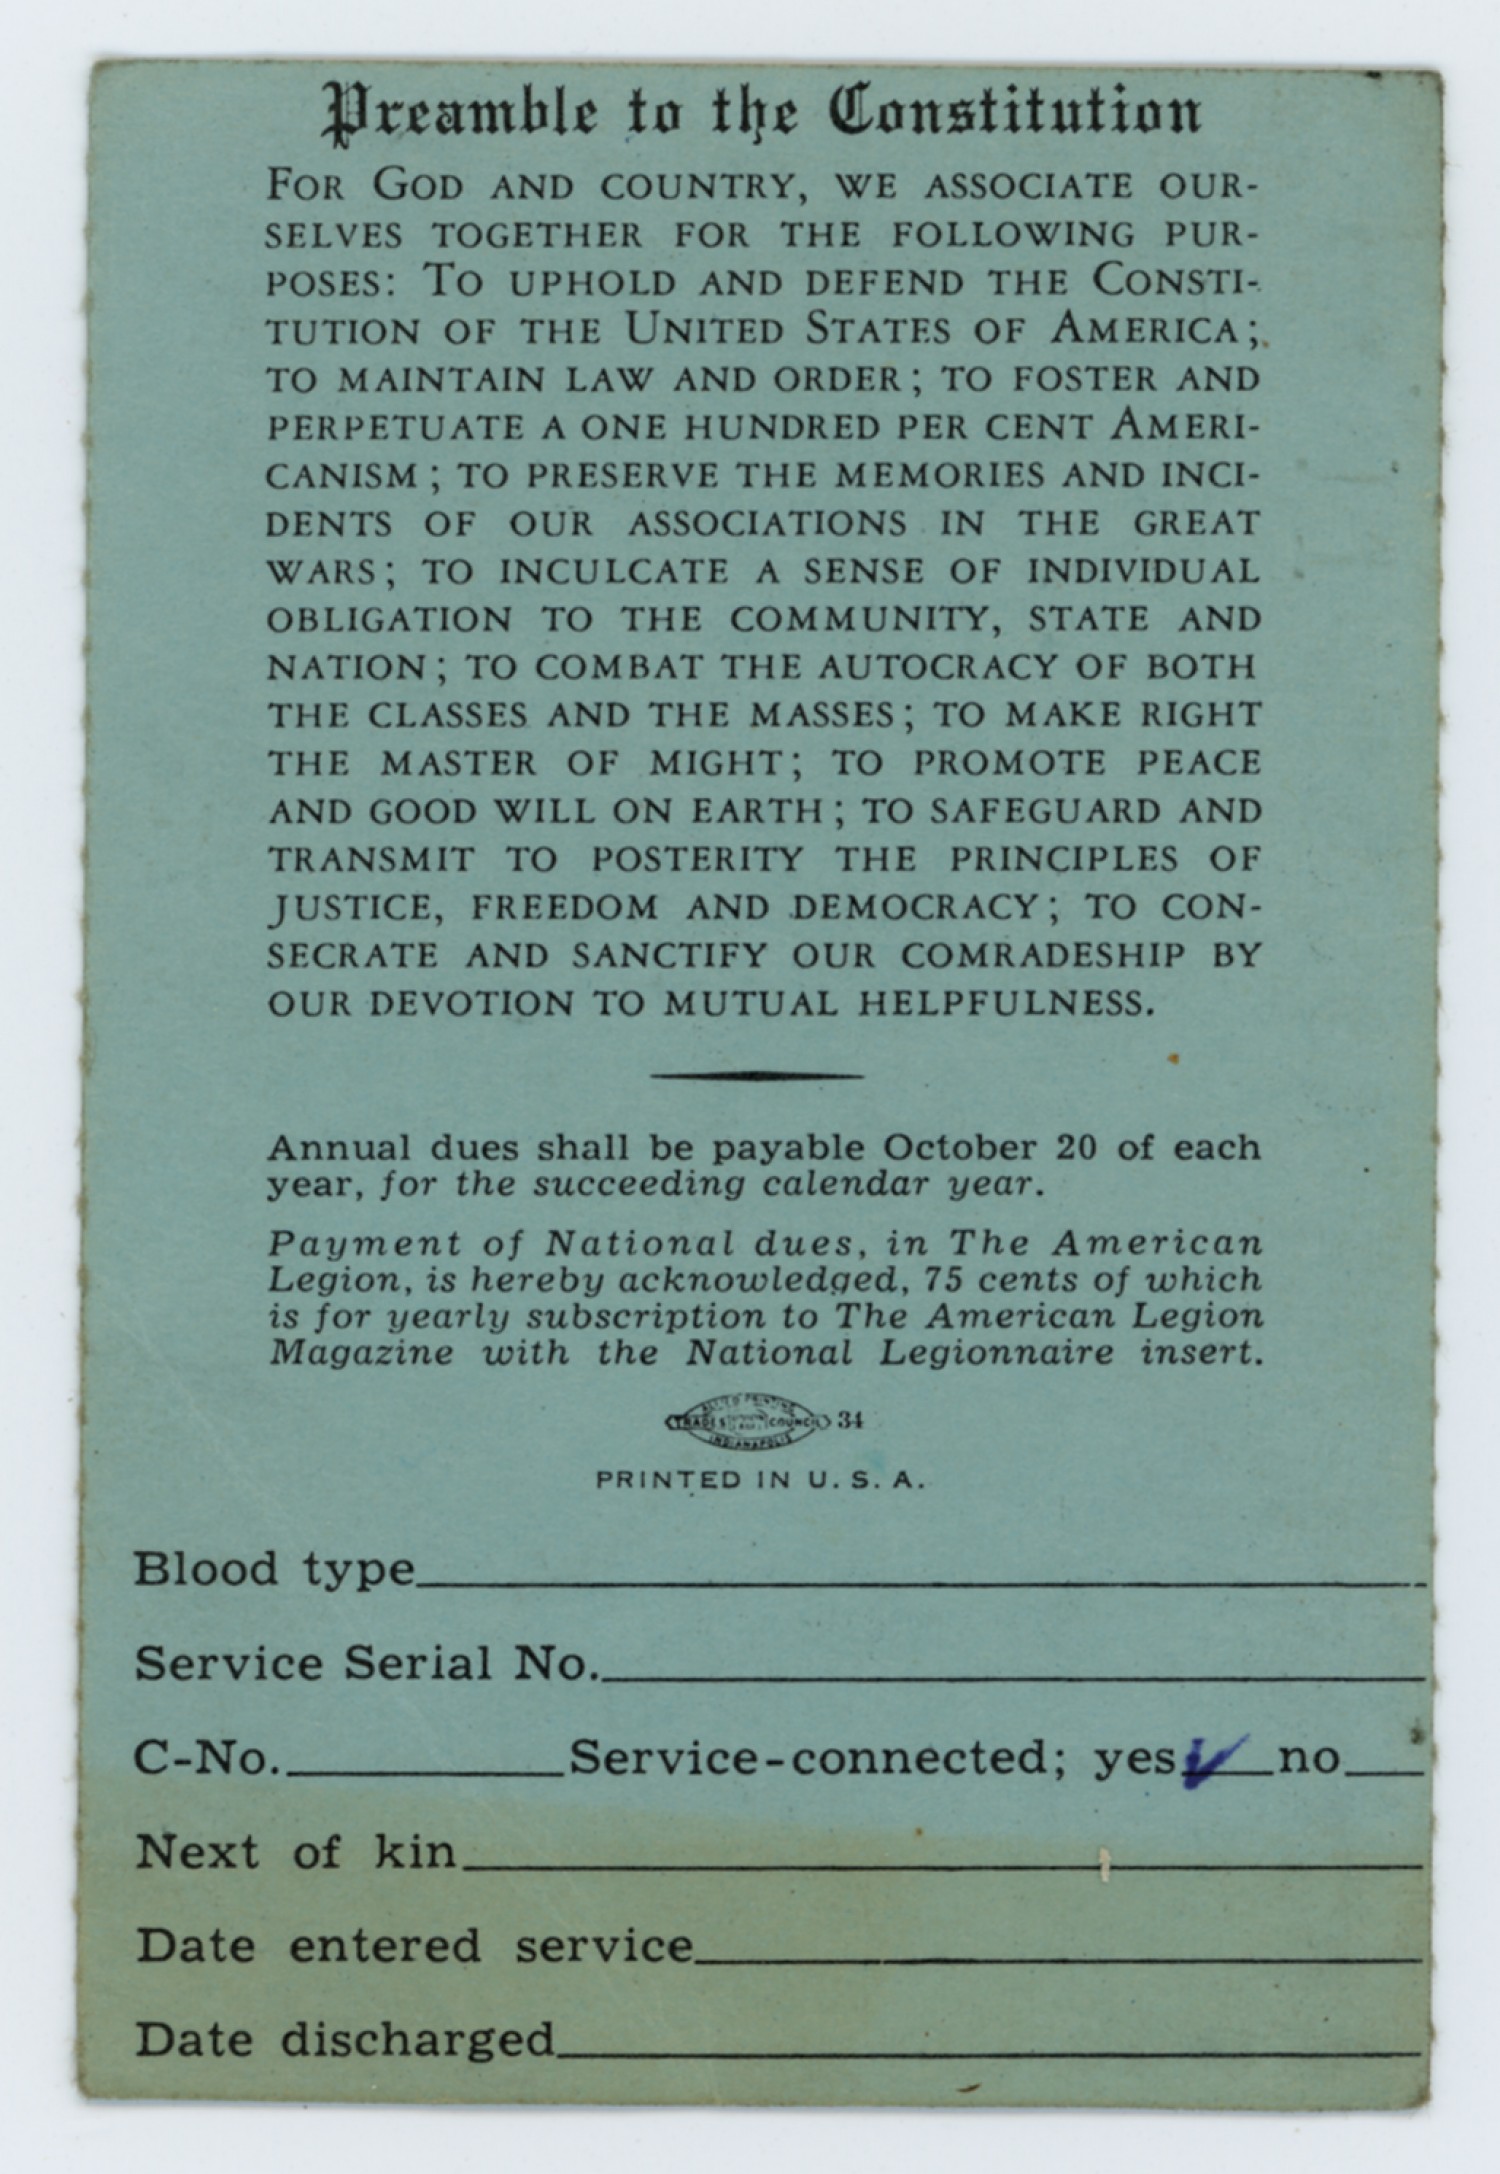 Preamble to the Constitution
FOR GOD AND COUNTRY, WE ASSOCIATE OUR-
SELVES TOGETHER FOR THE FOLLOWING PUR-
POSES: TO UPHOLD AND DEFEND THE CONSTI-
TUTION OF THE UNITED STATES OF AMERICA;
TO MAINTAIN LAW AND ORDER; TO FOSTER AND
PERPETUATE A ONE HUNDRED PER CENT AMERI-
CANISM; TO PRESERVE THE MEMORIES AND INCI-
DENTS OF OUR ASSOCIATIONS IN THE GREAT
WARS; TO INCULCATE A SENSE OF INDIVIDUAL
OBLIGATION TO THE COMMUNITY, STATE AND
NATION; TO COMBAT THE AUTOCRACY OF BOTH
THE CLASSES AND THE MASSES; TO MAKE RIGHT
THE MASTER OF MIGHT; TO PROMOTE PEACE
AND GOOD WILL ON EARTH; TO SAFEGUARD AND
TRANSMIT TO POSTERITY THE PRINCIPLES OF
JUSTICE, FREEDOM AND DEMOCRACY; TO CON-
SECRATE AND SANCTIFY OUR COMRADESHIP BY
OUR DEVOTION TO MUTUAL HELPFULNESS.
Annual dues shall be payable October 20 of each
year, for the succeeding calendar year.
Payment of National dues, in The American
Legion, is hereby acknowledged, 75 cents of which
is for yearly subscription to The American Legion
Magazine with the National Legionnaire insert.
ALLIED PRINTING
TRADES COUNCIL 34
INDIANAPOLIS
PRINTED IN U.S.A.
Blood type
Service Serial No.
C-No. Service-connected; yes ✓ no
Next of kin
Date entered service
Date discharged